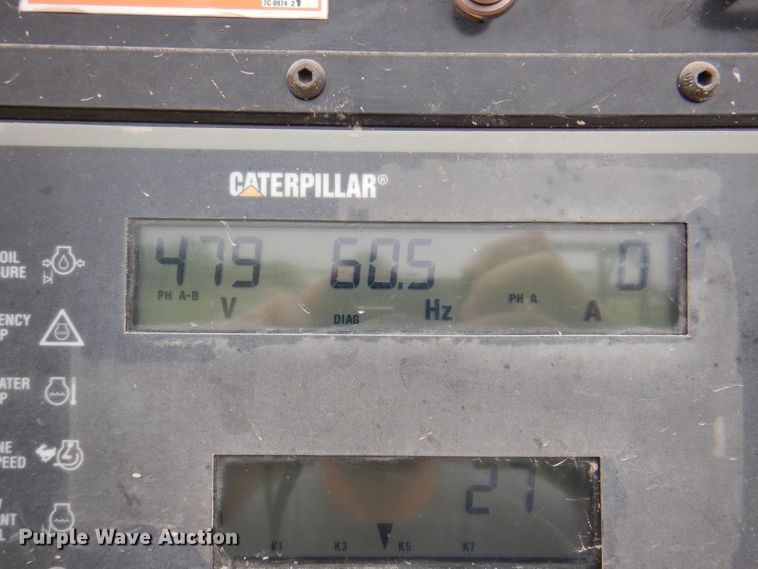 7C-0974 2
CATERPILLAR®
479 60.5 0
PH A-B V DIAG Hz PH A A
OIL
URE
ENCY
P
ATER
P
NE
PEED
ANT
L
27
K1 K3 K5 K7
Purple Wave Auction